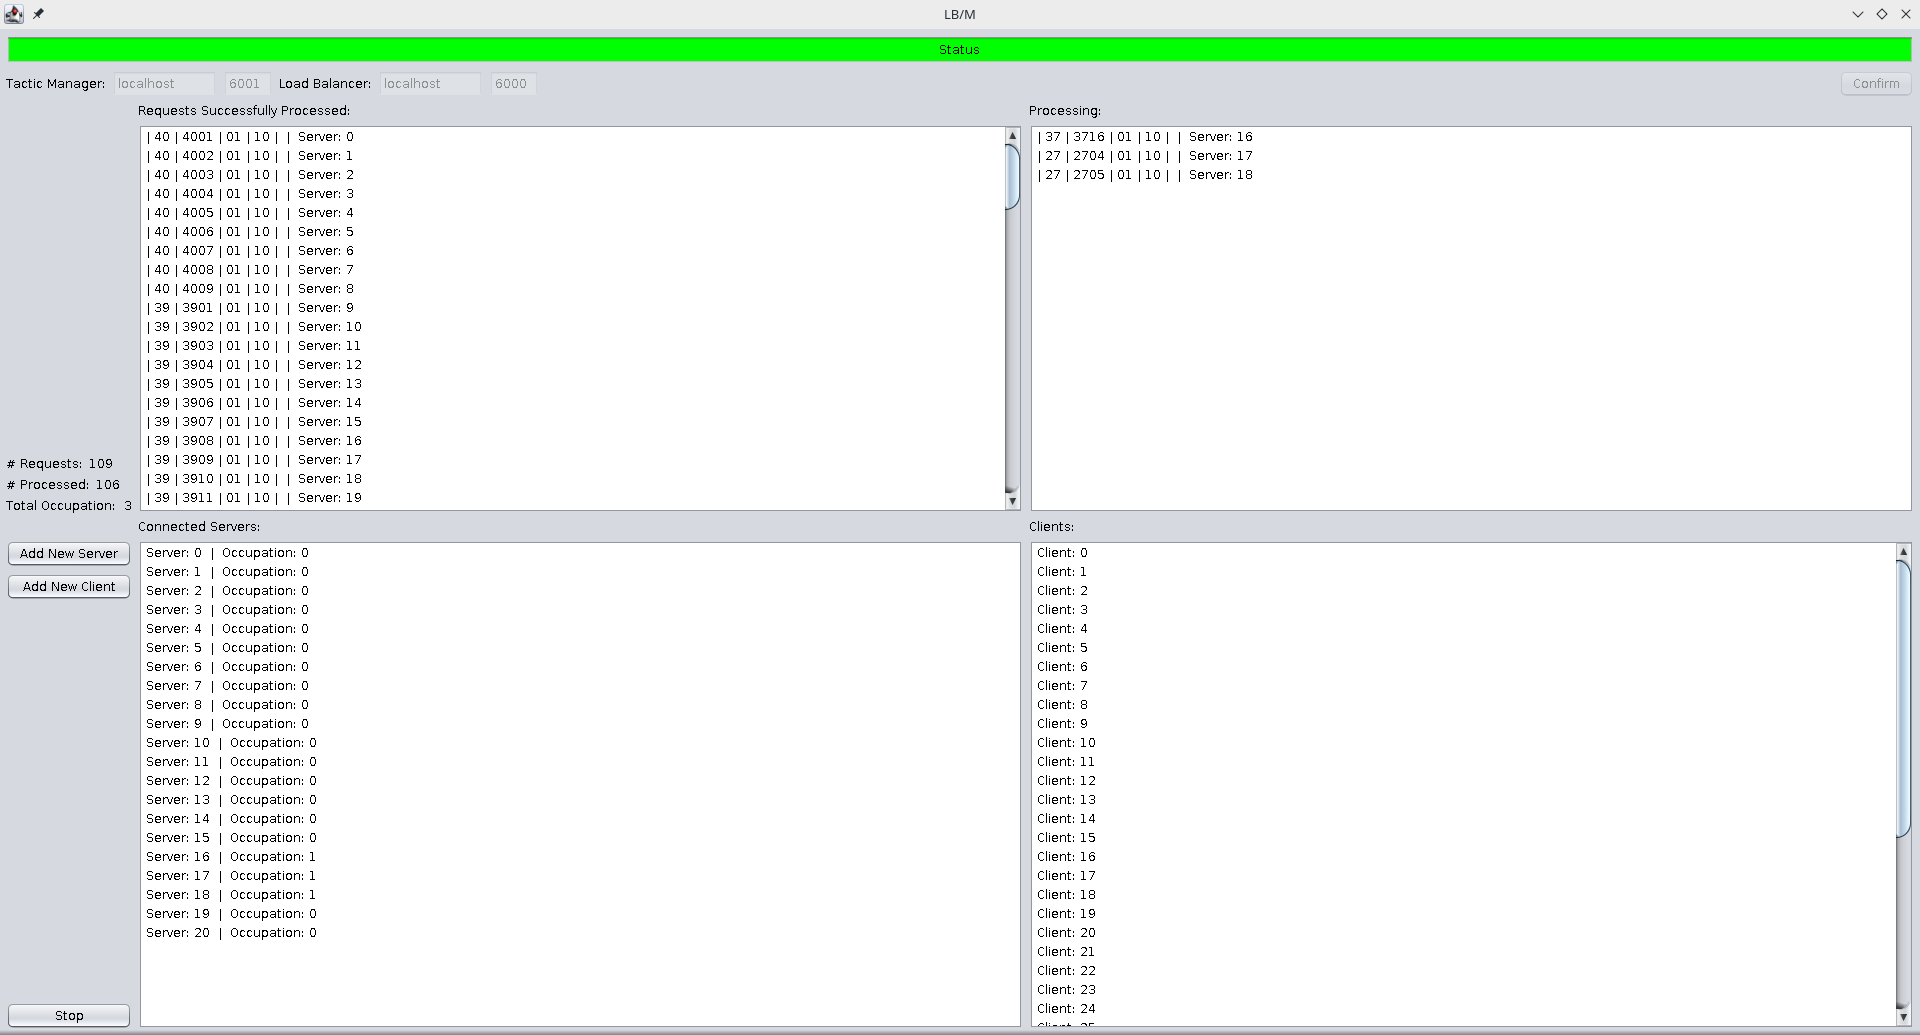 LB/M
Status
Tactic Manager: localhost 6001 Load Balancer: localhost 6000 Confirm
Requests Successfully Processed:
| 40 | 4001 | 01 | 10 | | Server: 0
| 40 | 4002 | 01 | 10 | | Server: 1
| 40 | 4003 | 01 | 10 | | Server: 2
| 40 | 4004 | 01 | 10 | | Server: 3
| 40 | 4005 | 01 | 10 | | Server: 4
| 40 | 4006 | 01 | 10 | | Server: 5
| 40 | 4007 | 01 | 10 | | Server: 6
| 40 | 4008 | 01 | 10 | | Server: 7
| 40 | 4009 | 01 | 10 | | Server: 8
| 39 | 3901 | 01 | 10 | | Server: 9
| 39 | 3902 | 01 | 10 | | Server: 10
| 39 | 3903 | 01 | 10 | | Server: 11
| 39 | 3904 | 01 | 10 | | Server: 12
| 39 | 3905 | 01 | 10 | | Server: 13
| 39 | 3906 | 01 | 10 | | Server: 14
| 39 | 3907 | 01 | 10 | | Server: 15
| 39 | 3908 | 01 | 10 | | Server: 16
| 39 | 3909 | 01 | 10 | | Server: 17
| 39 | 3910 | 01 | 10 | | Server: 18
| 39 | 3911 | 01 | 10 | | Server: 19
Processing:
| 37 | 3716 | 01 | 10 | | Server: 16
| 27 | 2704 | 01 | 10 | | Server: 17
| 27 | 2705 | 01 | 10 | | Server: 18
# Requests: 109
# Processed: 106
Total Occupation: 3
Add New Server
Add New Client
Stop
Connected Servers:
Server: 0 | Occupation: 0
Server: 1 | Occupation: 0
Server: 2 | Occupation: 0
Server: 3 | Occupation: 0
Server: 4 | Occupation: 0
Server: 5 | Occupation: 0
Server: 6 | Occupation: 0
Server: 7 | Occupation: 0
Server: 8 | Occupation: 0
Server: 9 | Occupation: 0
Server: 10 | Occupation: 0
Server: 11 | Occupation: 0
Server: 12 | Occupation: 0
Server: 13 | Occupation: 0
Server: 14 | Occupation: 0
Server: 15 | Occupation: 0
Server: 16 | Occupation: 1
Server: 17 | Occupation: 1
Server: 18 | Occupation: 1
Server: 19 | Occupation: 0
Server: 20 | Occupation: 0
Clients:
Client: 0
Client: 1
Client: 2
Client: 3
Client: 4
Client: 5
Client: 6
Client: 7
Client: 8
Client: 9
Client: 10
Client: 11
Client: 12
Client: 13
Client: 14
Client: 15
Client: 16
Client: 17
Client: 18
Client: 19
Client: 20
Client: 21
Client: 22
Client: 23
Client: 24